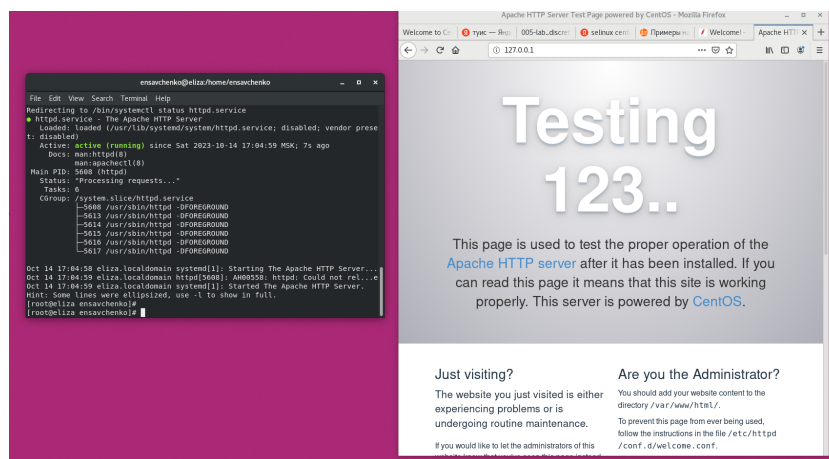 ensavchenko@eliza:/home/ensavchenko
File Edit View Search Terminal Help
Redirecting to /bin/systemctl status httpd.service
● httpd.service - The Apache HTTP Server
Loaded: loaded (/usr/lib/systemd/system/httpd.service; disabled; vendor prese
t: disabled)
Active: active (running) since Sat 2023-10-14 17:04:59 MSK; 7s ago
Docs: man:httpd(8)
man:apachectl(8)
Main PID: 5608 (httpd)
Status: "Processing requests..."
Tasks: 6
CGroup: /system.slice/httpd.service
├─5608 /usr/sbin/httpd -DFOREGROUND
├─5613 /usr/sbin/httpd -DFOREGROUND
├─5614 /usr/sbin/httpd -DFOREGROUND
├─5615 /usr/sbin/httpd -DFOREGROUND
├─5616 /usr/sbin/httpd -DFOREGROUND
└─5617 /usr/sbin/httpd -DFOREGROUND
Oct 14 17:04:58 eliza.localdomain systemd[1]: Starting The Apache HTTP Server...
Oct 14 17:04:59 eliza.localdomain httpd[5608]: AH00558: httpd: Could not rel...e
Oct 14 17:04:59 eliza.localdomain systemd[1]: Started The Apache HTTP Server.
Hint: Some lines were ellipsized, use -l to show in full.
[root@eliza ensavchenko]#
[root@eliza ensavchenko]#
Apache HTTP Server Test Page powered by CentOS - Mozilla Firefox
Welcome to Ce
туис — Янд
005-lab_discret
selinux cent
Примеры на
Welcome! -
Apache HTT
127.0.0.1
Testing
123..
This page is used to test the proper operation of the
Apache HTTP server after it has been installed. If you
can read this page it means that this site is working
properly. This server is powered by CentOS.
Just visiting?
The website you just visited is either
experiencing problems or is
undergoing routine maintenance.
If you would like to let the administrators of this
website know that you've seen this page instead
Are you the Administrator?
You should add your website content to the
directory /var/www/html/.
To prevent this page from ever being used,
follow the instructions in the file /etc/httpd
/conf.d/welcome.conf.